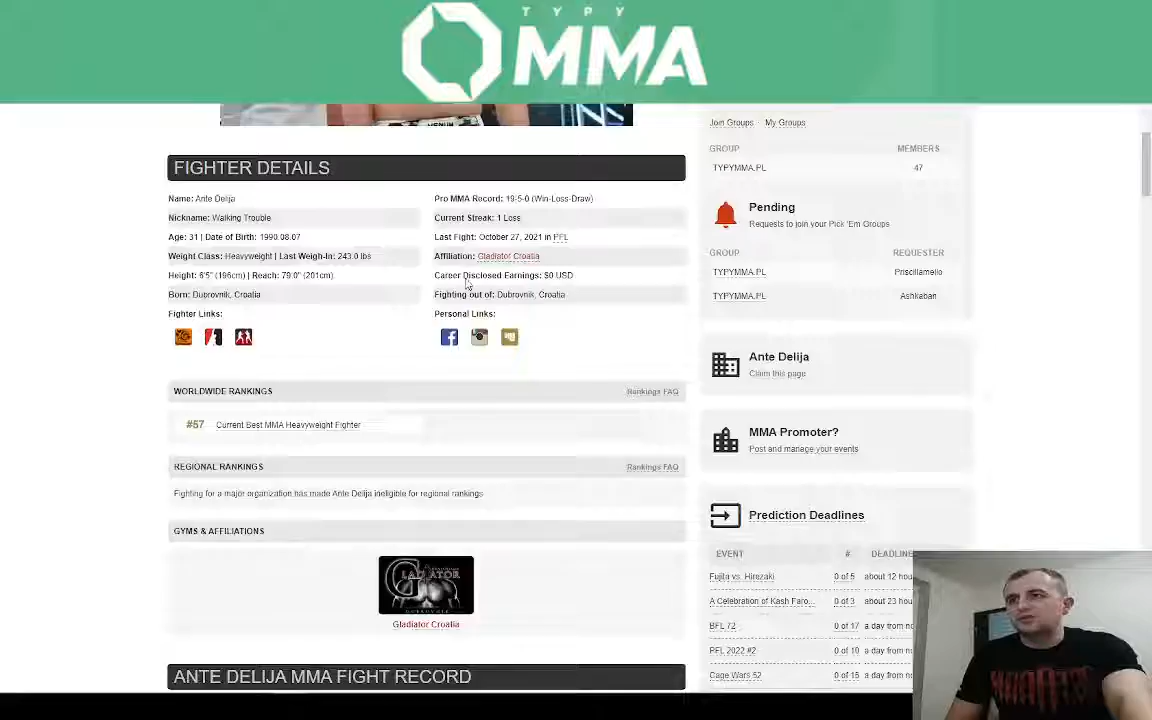 TYPY
MMA
FIGHTER DETAILS
Name: Ante Delija
Nickname: Walking Trouble
Age: 31 | Date of Birth: 1990.08.07
Weight Class: Heavyweight | Last Weigh-In: 243.0 lbs
Height: 6'5" (196cm) | Reach: 79.0" (201cm)
Born: Dubrovnik, Croatia
Fighter Links:
Pro MMA Record: 19-5-0 (Win-Loss-Draw)
Current Streak: 1 Loss
Last Fight: October 27, 2021 in PFL
Affiliation: Gladiator Croatia
Career Disclosed Earnings: $0 USD
Fighting out of: Dubrovnik, Croatia
Personal Links:
WORLDWIDE RANKINGS Rankings FAQ
#57 Current Best MMA Heavyweight Fighter
REGIONAL RANKINGS Rankings FAQ
Fighting for a major organization has made Ante Delija ineligible for regional rankings
GYMS & AFFILIATIONS
GLADIATOR
Gladiator Croatia
ANTE DELIJA MMA FIGHT RECORD
Join Groups · My Groups
GROUP MEMBERS
TYPYMMA.PL 47
Pending
Requests to join your Pick 'Em Groups
GROUP REQUESTER
TYPYMMA.PL Priscillamello
TYPYMMA.PL Ashkaban
Ante Delija
Claim this page
MMA Promoter?
Post and manage your events
Prediction Deadlines
EVENT # DEADLINE
Fujita vs. Hirezaki 0 of 5 about 12 hou
A Celebration of Kash Faro... 0 of 3 about 23 hou
BFL 72 0 of 17 a day from no
PFL 2022 #2 0 of 10 a day from no
Cage Wars 52 0 of 15 a day from no